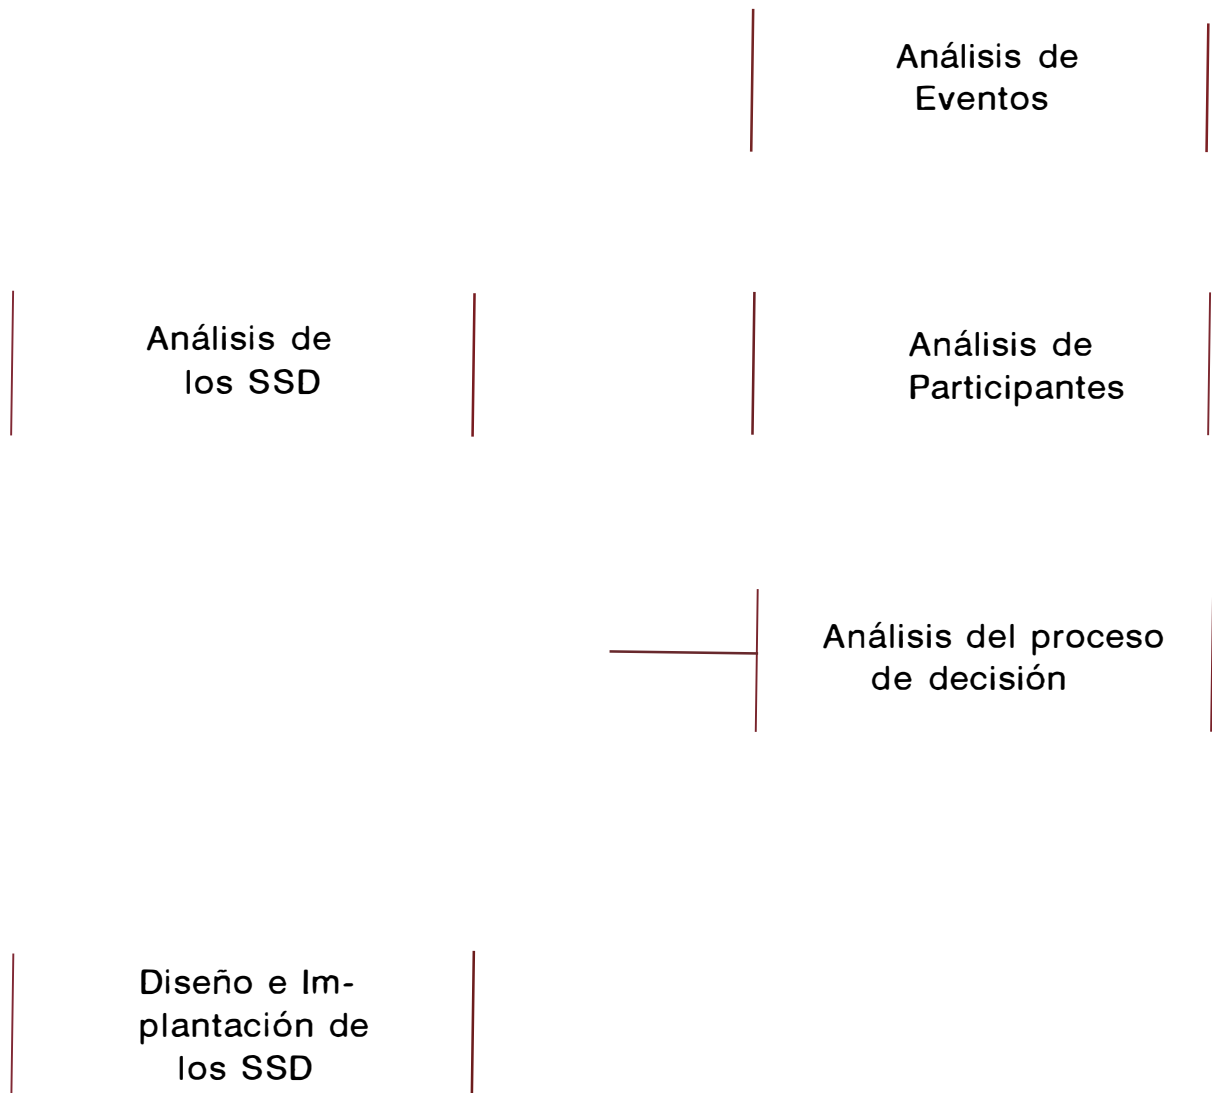 Análisis de
Eventos
Análisis de
los SSD
Análisis de
Participantes
Análisis del proceso
de decisión
Diseño e Im-
plantación de
los SSD